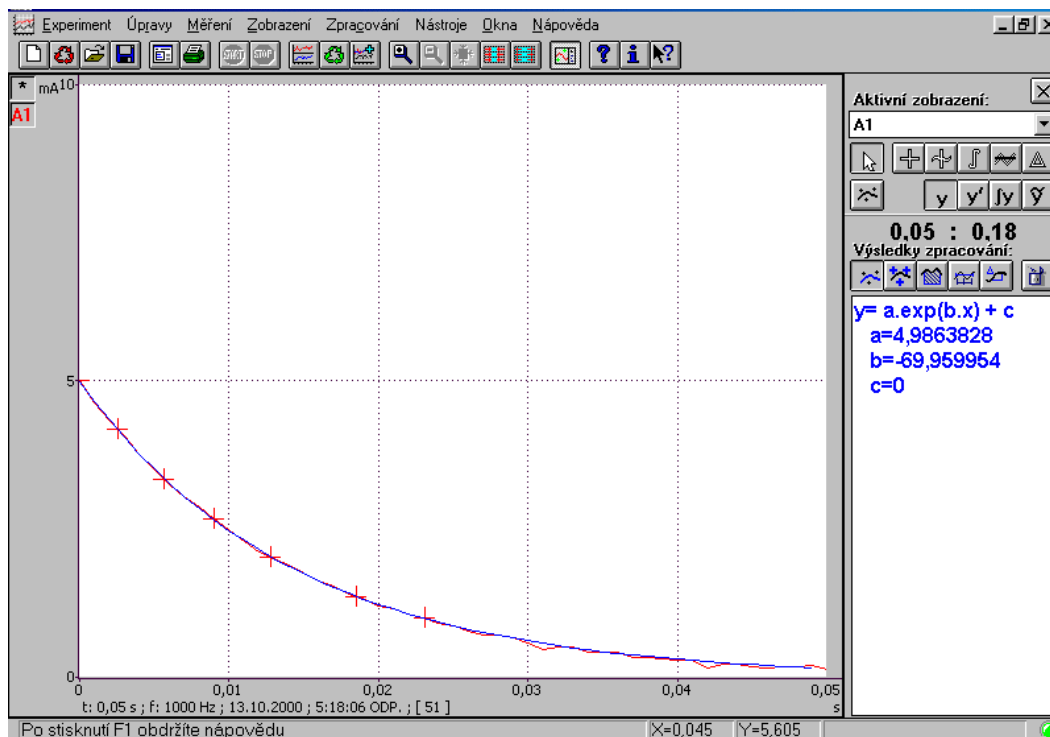 Experiment Úpravy Měření Zobrazení Zpracování Nástroje Okna Nápověda
START STOP
*
A1
mA
10
5
0
0 0,01 0,02 0,03 0,04 0,05
s
t: 0,05 s ; f: 1000 Hz ; 13.10.2000 ; 5:18:06 ODP. ; [ 51 ]
Aktivní zobrazení:
A1
y y' ∫y
0,05 : 0,18
Výsledky zpracování:
y= a.exp(b.x) + c
a=4,9863828
b=-69,959954
c=0
Po stisknutí F1 obdržíte nápovědu X=0,045 Y=5,605